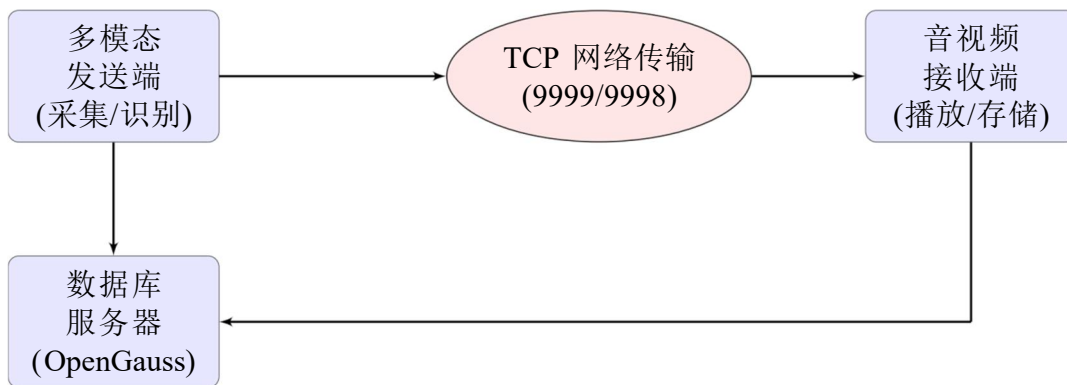 多模态
发送端
(采集/识别)
TCP 网络传输
(9999/9998)
音视频
接收端
(播放/存储)
数据库
服务器
(OpenGauss)